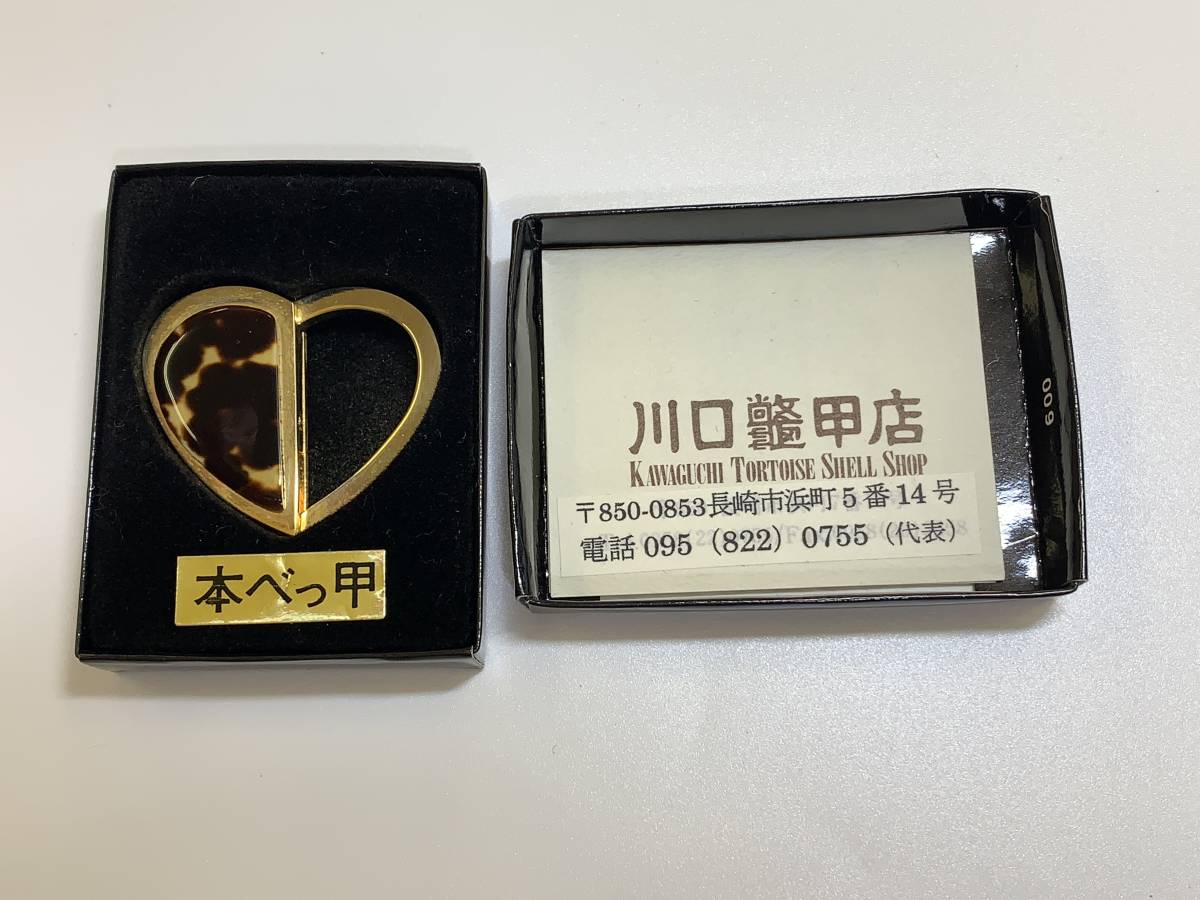 本べっ甲
川口鼈甲店
KAWAGUCHI TORTOISE SHELL SHOP
〒850-0853長崎市浜町5番14号
電話 095（822）0755（代表）
600